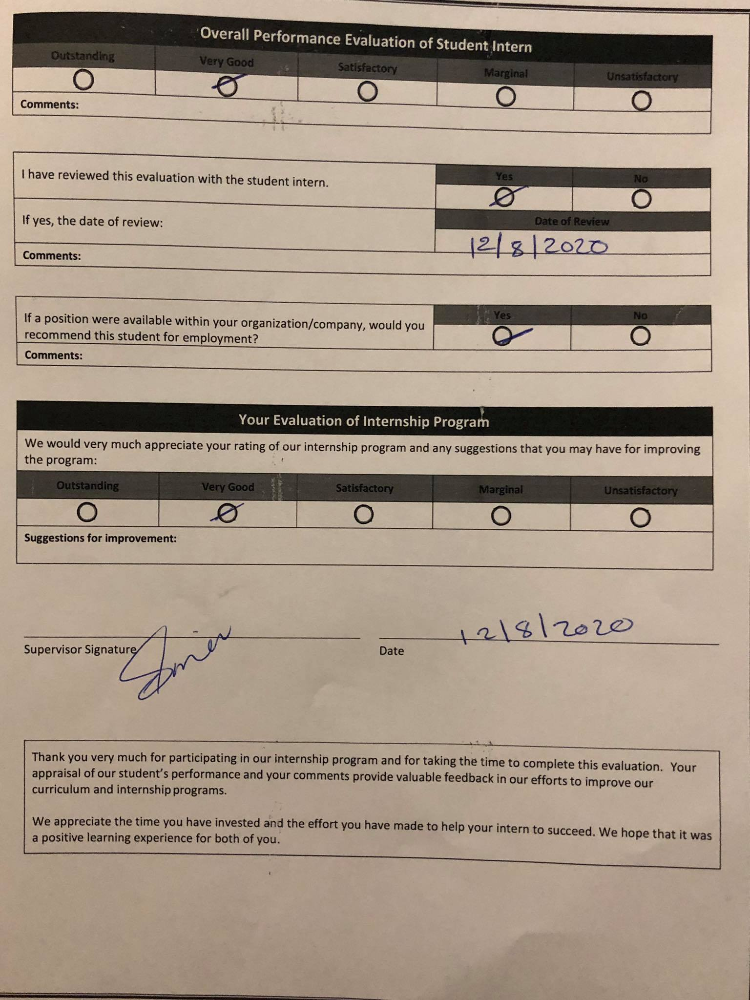 Overall Performance Evaluation of Student Intern
Outstanding Very Good Satisfactory Marginal Unsatisfactory
Comments:
I have reviewed this evaluation with the student intern.
Yes No
If yes, the date of review:
Date of Review
12/8/2020
Comments:
If a position were available within your organization/company, would you
recommend this student for employment?
Yes No
Comments:
Your Evaluation of Internship Program
We would very much appreciate your rating of our internship program and any suggestions that you may have for improving
the program:
Outstanding Very Good Satisfactory Marginal Unsatisfactory
Suggestions for improvement:
12/8/2020
Supervisor Signature Date
Thank you very much for participating in our internship program and for taking the time to complete this evaluation. Your
appraisal of our student's performance and your comments provide valuable feedback in our efforts to improve our
curriculum and internship programs.
We appreciate the time you have invested and the effort you have made to help your intern to succeed. We hope that it was
a positive learning experience for both of you.